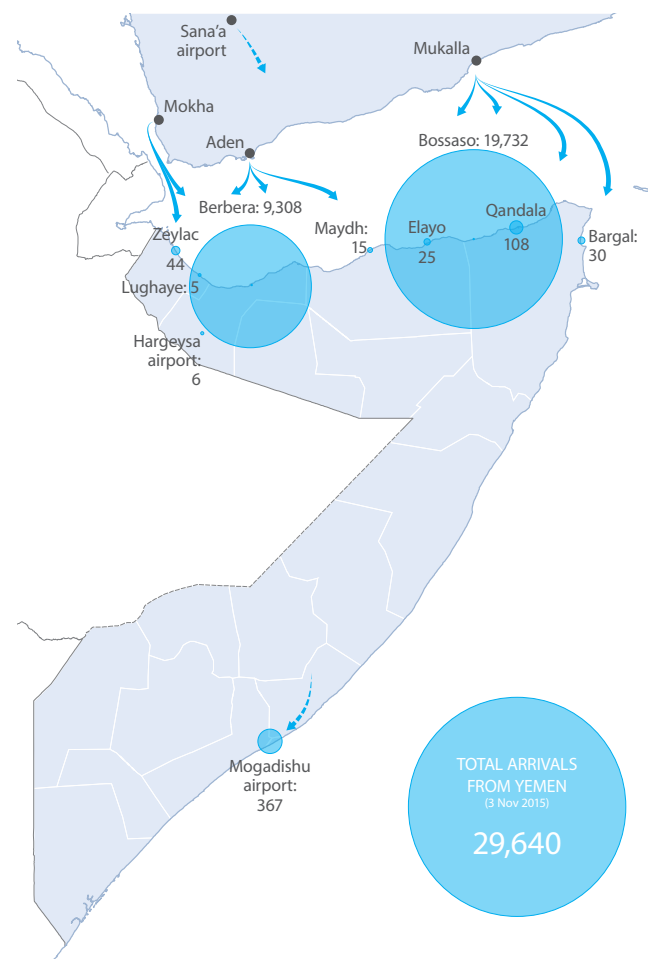 Sana’a
airport
Mukalla
Mokha
Aden
Bossaso: 19,732
Berbera: 9,308
Qandala
108
Maydh:
15
Elayo
25
Bargal:
30
Zeylac
44
Lughaye: 5
Hargeysa
airport:
6
Mogadishu
airport:
367
TOTAL ARRIVALS
FROM YEMEN
(3 Nov 2015)
29,640